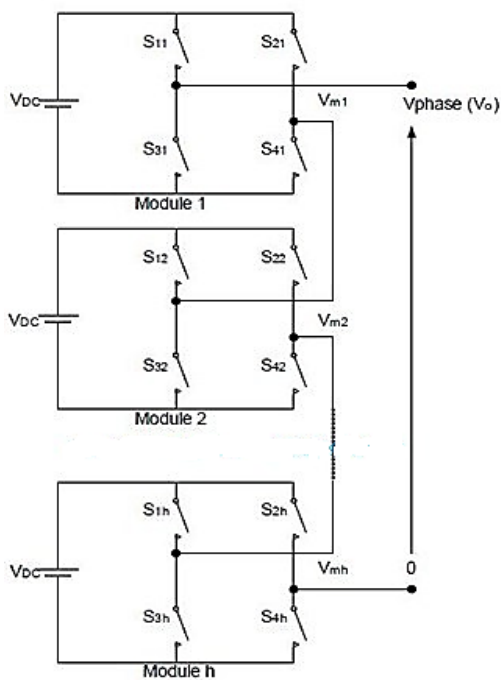 S11
S21
VDC
Vm1
Vphase (Vo)
S31
S41
Module 1
S12
S22
VDC
Vm2
S32
S42
Module 2
S1h
S2h
VDC
Vmh
0
S3h
S4h
Module h